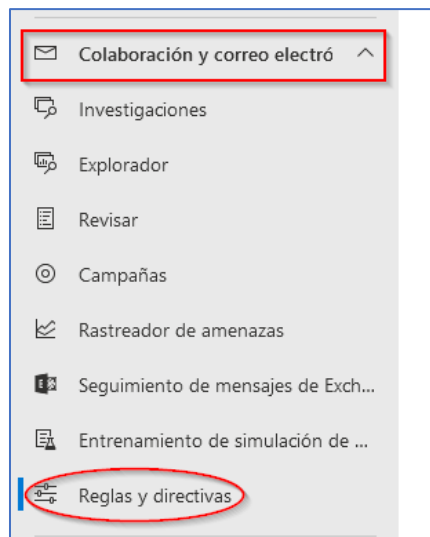 Colaboración y correo electró
Investigaciones
Explorador
Revisar
Campañas
Rastreador de amenazas
Seguimiento de mensajes de Exch...
Entrenamiento de simulación de ...
Reglas y directivas